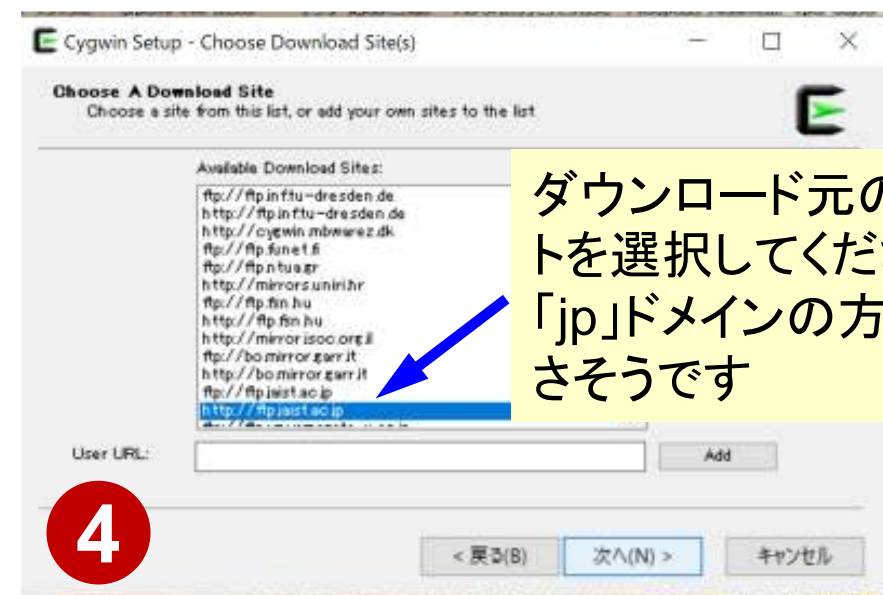 Cygwin Setup - Choose Download Site(s)
Choose A Download Site
Choose a site from this list, or add your own sites to the list
Available Download Sites:
ftp://ftp.inf.tu-dresden.de
http://ftp.inf.tu-dresden.de
http://cygwin.mbwarez.dk
ftp://ftp.funet.fi
ftp://ftp.ntua.gr
http://mirrors.uniri.hr
ftp://ftp.fsn.hu
http://ftp.fsn.hu
http://mirror.isoc.org.il
ftp://bo.mirror.garr.it
http://bo.mirror.garr.it
ftp://ftp.jaist.ac.jp
http://ftp.jaist.ac.jp
ダウンロード元の
トを選択してくだ
「jp」ドメインの方
さそうです
User URL:
Add
4
< 戻る(B)
次へ(N) >
キャンセル